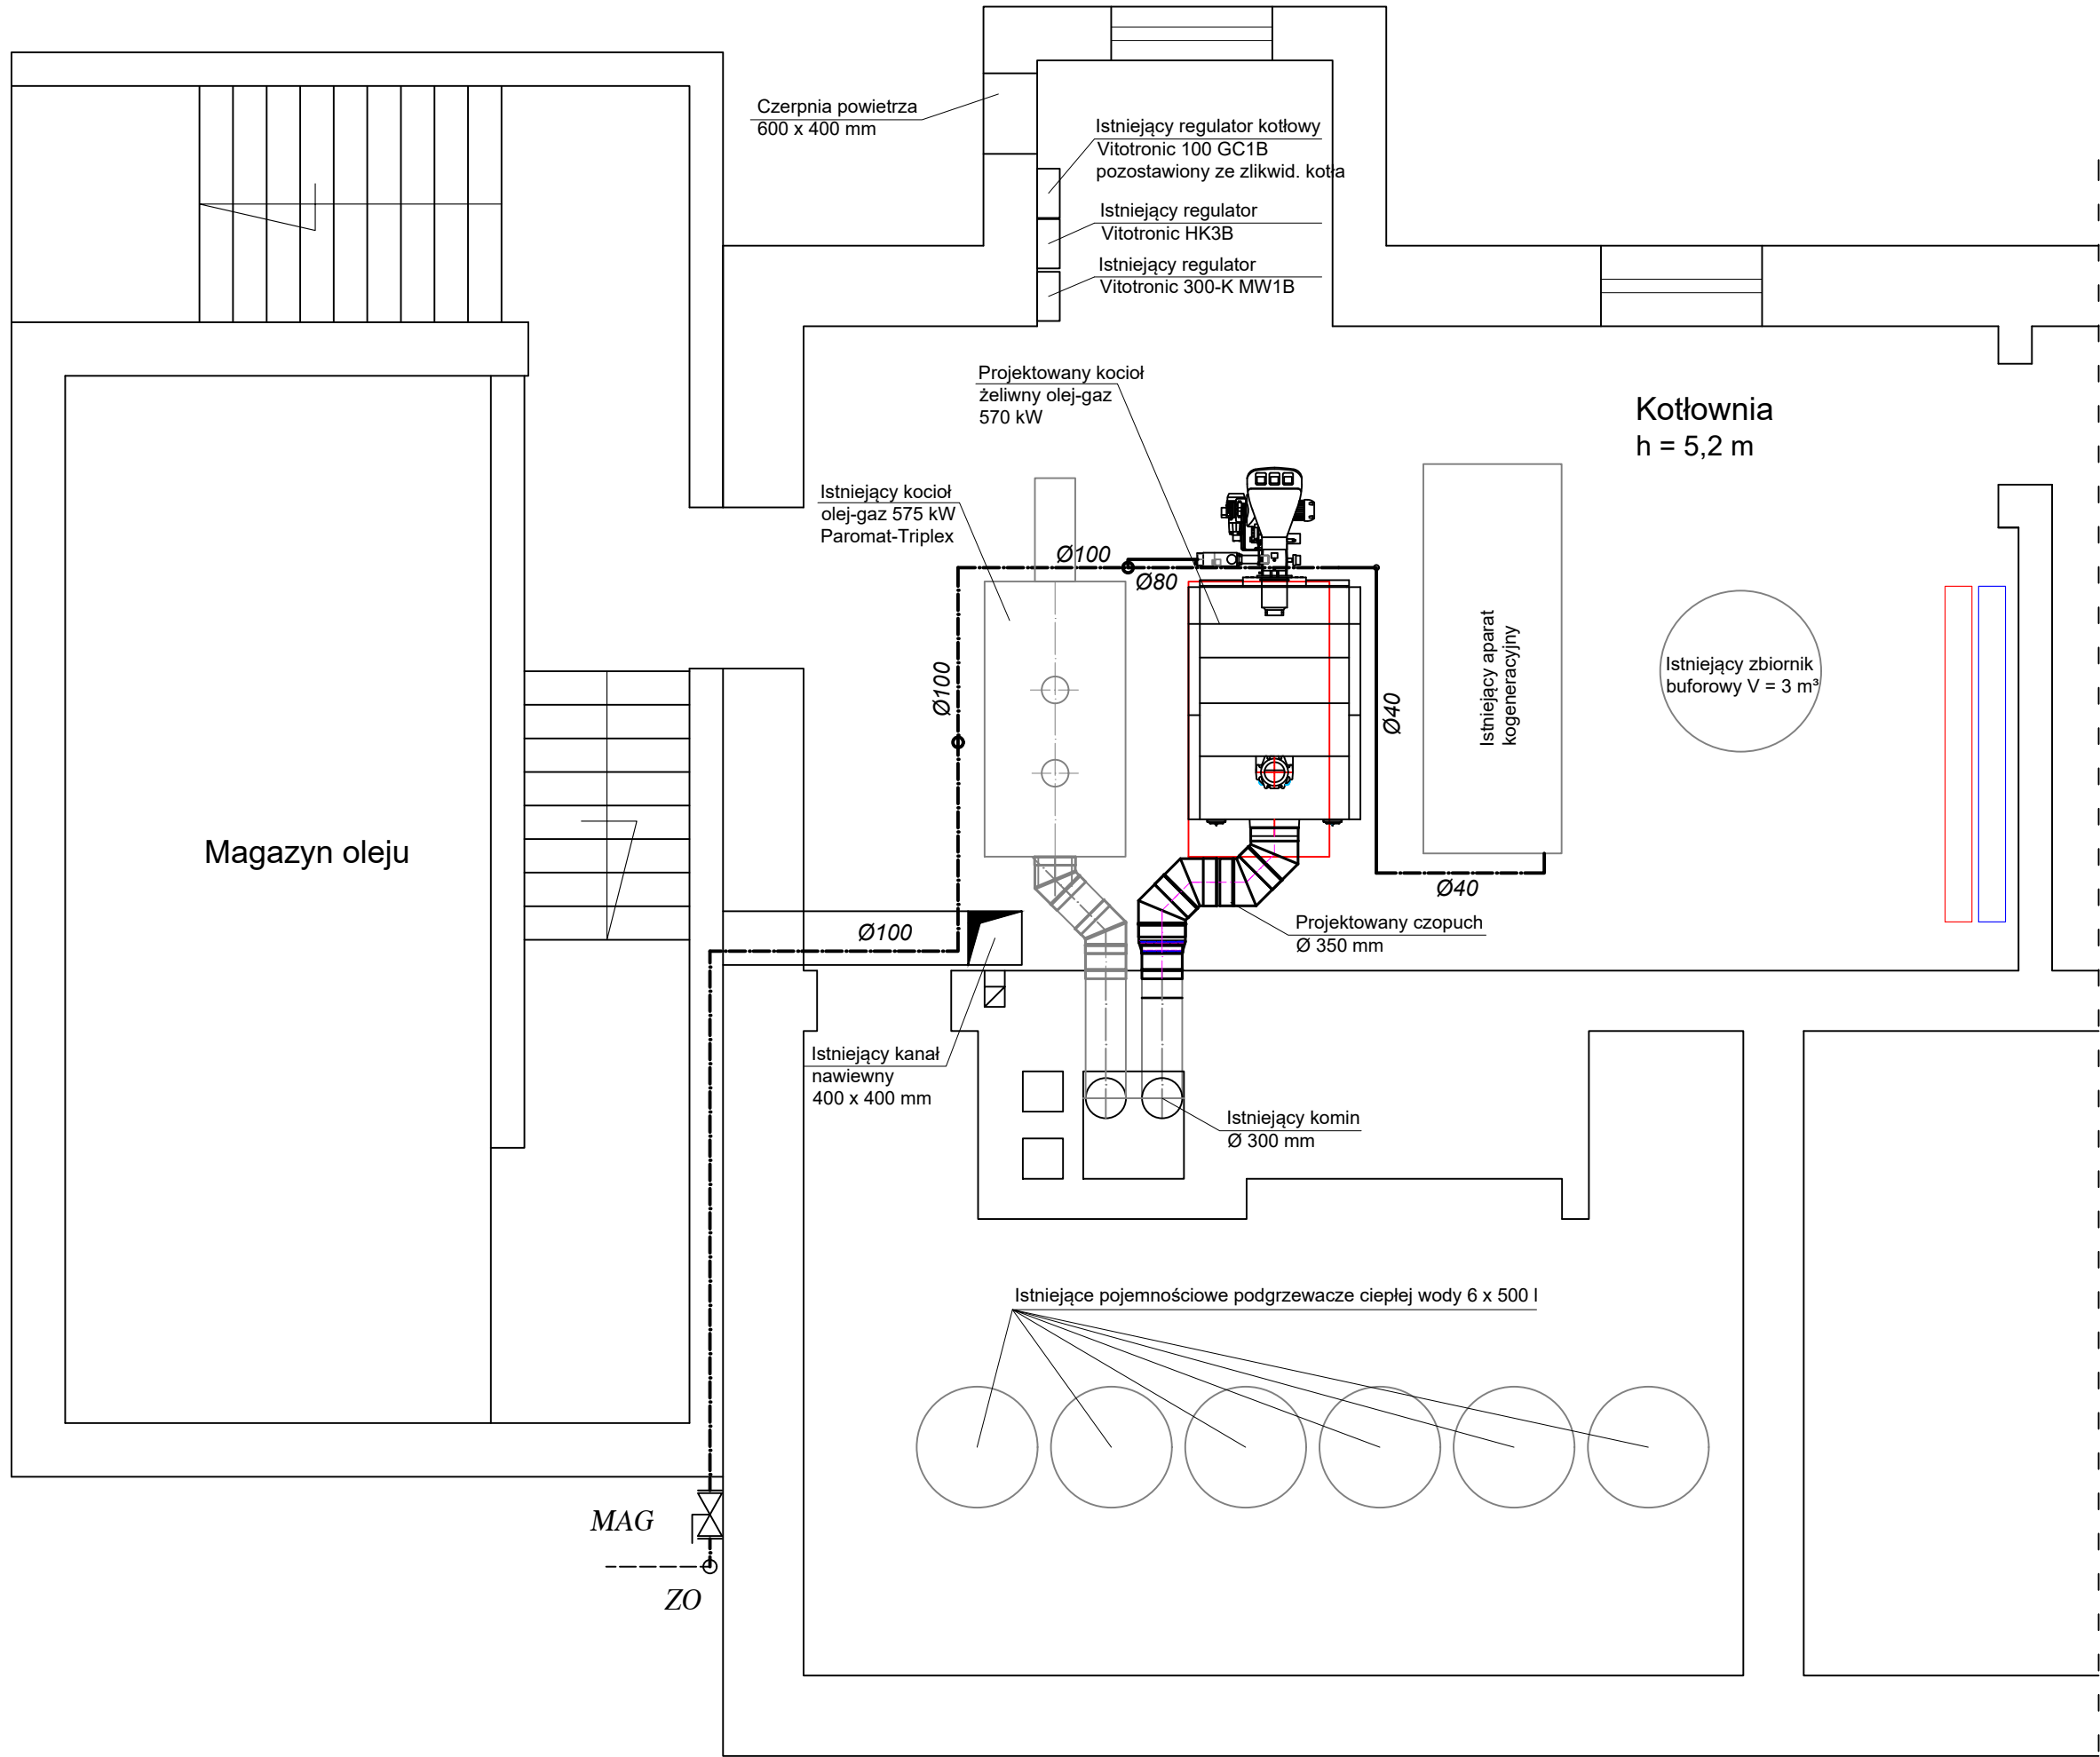 Czerpnia powietrza
600 x 400 mm
Istniejący regulator kotłowy
Vitotronic 100 GC1B
pozostawiony ze zlikwid. kotła
Istniejący regulator
Vitotronic HK3B
Istniejący regulator
Vitotronic 300-K MW1B
Projektowany kocioł
żeliwny olej-gaz
570 kW
Kotłownia
h = 5,2 m
Istniejący kocioł
olej-gaz 575 kW
Paromat-Triplex
Ø100
Ø80
Ø100
Ø40
Istniejący aparat
kogeneracyjny
Istniejący zbiornik
buforowy V = 3 m³
Magazyn oleju
Ø40
Ø100
Projektowany czopuch
Ø 350 mm
Istniejący kanał
nawiewny
400 x 400 mm
Istniejący komin
Ø 300 mm
Istniejące pojemnościowe podgrzewacze ciepłej wody 6 x 500 l
MAG
ZO